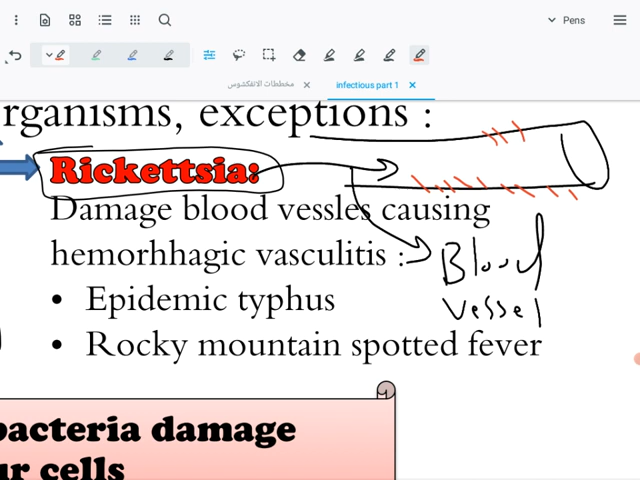 Pens
مخططات الانفكشوس
infectious part 1
rganisms, exceptions :
Rickettsia:
Damage blood vessles causing
hemorhhagic vasculitis :
Blood
vessel
• Epidemic typhus
• Rocky mountain spotted fever
bacteria damage
ur cells